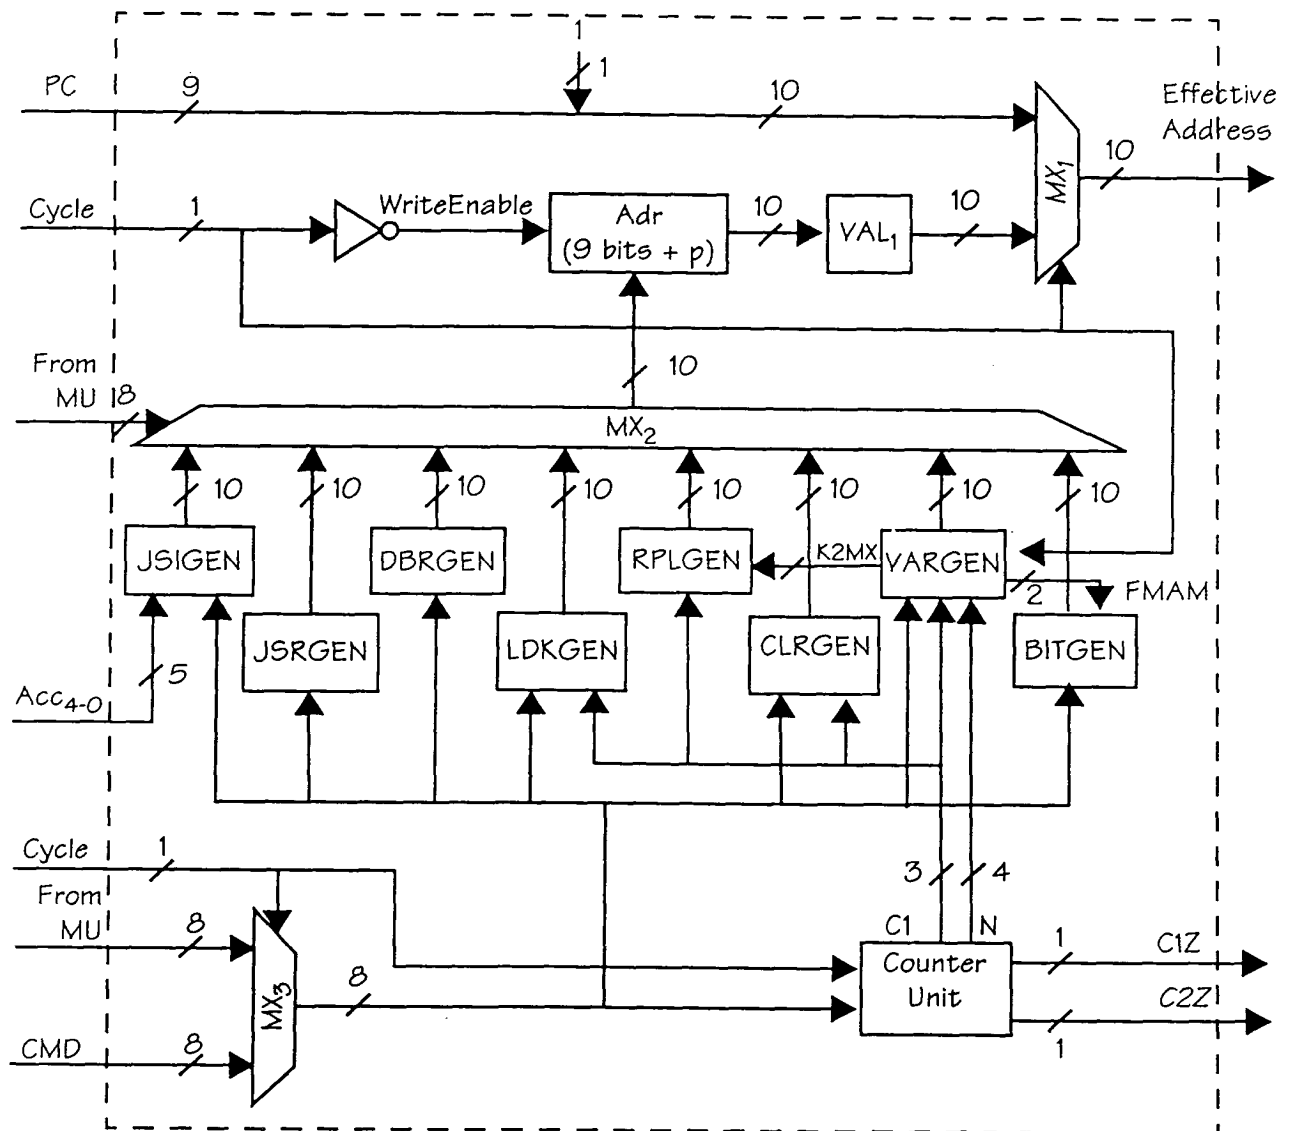 1
PC
9
1
10
Effective
Address
Cycle
1
WriteEnable
Adr
(9 bits + p)
10
VAL1
10
MX1
10
From
MU
8
10
MX2
10
10
10
10
10
10
10
10
JSIGEN
DBRGEN
RPLGEN
K2MX
VARGEN
2
FMAM
JSRGEN
LDKGEN
CLRGEN
BITGEN
Acc4-0
5
Cycle
1
From
MU
8
MX3
8
CMD
8
3
4
C1
N
Counter
Unit
1
C1Z
C2Z
1